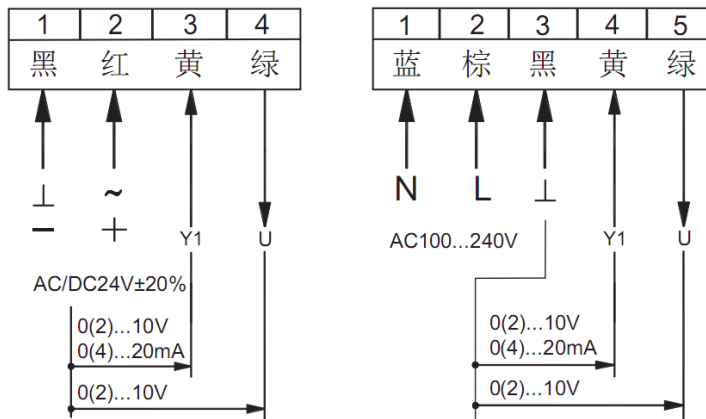 1 2 3 4
黑 红 黄 绿
⊥ ~
− +
Y1 U
AC/DC24V±20%
0(2)...10V
0(4)...20mA
0(2)...10V
1 2 3 4 5
蓝 棕 黑 黄 绿
N L ⊥
AC100...240V Y1 U
0(2)...10V
0(4)...20mA
0(2)...10V